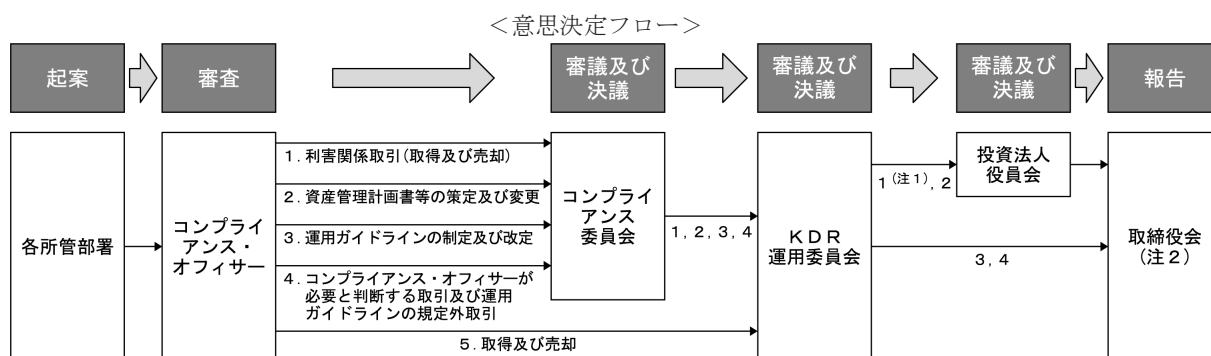 ＜意思決定フロー＞
起案
審査
審議及び
決議
審議及び
決議
審議及び
決議
報告
各所管部署
コンプライ
アンス・
オフィサー
１．利害関係取引(取得及び売却)
２．資産管理計画書等の策定及び変更
３．運用ガイドラインの制定及び改定
４．コンプライアンス・オフィサーが
必要と判断する取引及び運用
ガイドラインの規定外取引
５．取得及び売却
コンプライ
アンス
委員会
１,２,３,４
ＫＤＲ
運用委員会
１(注１),２
３,４
投資法人
役員会
取締役会
(注２)